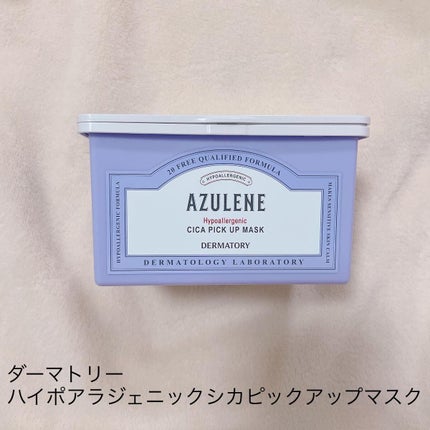 20 FREE QUALIFIED FORMULA
HYPOALLERGENIC
HYPOALLERGENIC FORMULA
MAKES SENSITIVE SKIN CALM
AZULENE
Hypoallergenic
CICA PICK UP MASK
DERMATORY
DERMATOLOGY LABORATORY
ダーマトリー
ハイポアラジェニックシカピックアップマスク